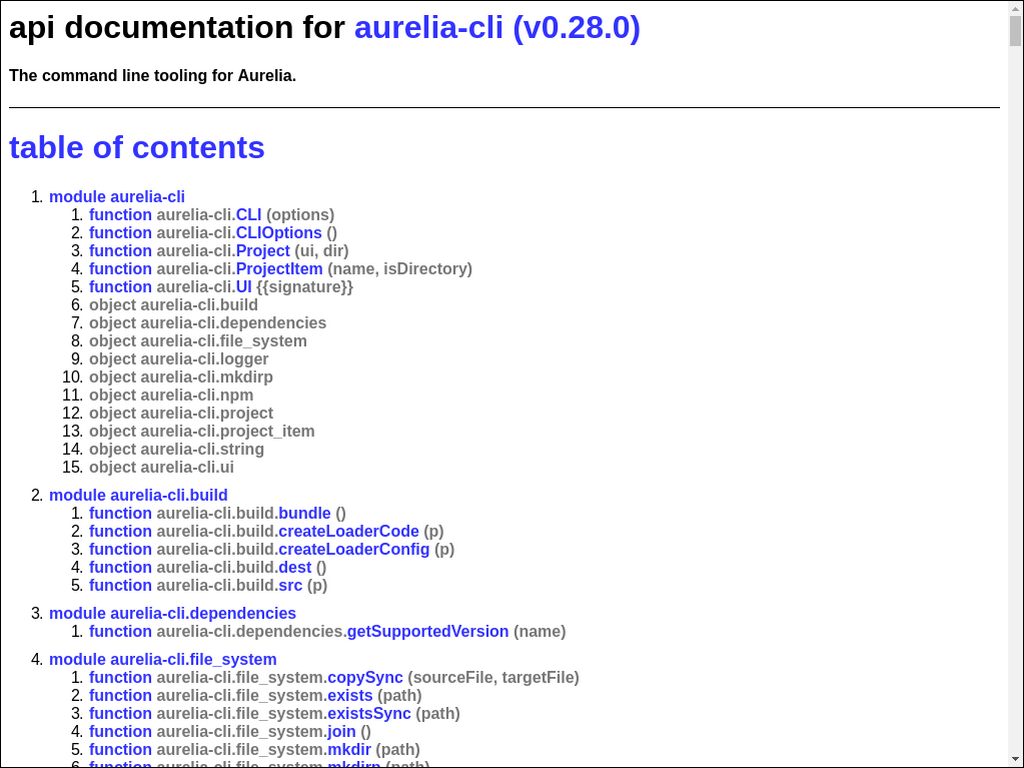 api documentation for aurelia-cli (v0.28.0)
The command line tooling for Aurelia.
table of contents
1. module aurelia-cli
1. function aurelia-cli.CLI (options)
2. function aurelia-cli.CLIOptions ()
3. function aurelia-cli.Project (ui, dir)
4. function aurelia-cli.ProjectItem (name, isDirectory)
5. function aurelia-cli.UI {{signature}}
6. object aurelia-cli.build
7. object aurelia-cli.dependencies
8. object aurelia-cli.file_system
9. object aurelia-cli.logger
10. object aurelia-cli.mkdirp
11. object aurelia-cli.npm
12. object aurelia-cli.project
13. object aurelia-cli.project_item
14. object aurelia-cli.string
15. object aurelia-cli.ui
2. module aurelia-cli.build
1. function aurelia-cli.build.bundle ()
2. function aurelia-cli.build.createLoaderCode (p)
3. function aurelia-cli.build.createLoaderConfig (p)
4. function aurelia-cli.build.dest ()
5. function aurelia-cli.build.src (p)
3. module aurelia-cli.dependencies
1. function aurelia-cli.dependencies.getSupportedVersion (name)
4. module aurelia-cli.file_system
1. function aurelia-cli.file_system.copySync (sourceFile, targetFile)
2. function aurelia-cli.file_system.exists (path)
3. function aurelia-cli.file_system.existsSync (path)
4. function aurelia-cli.file_system.join ()
5. function aurelia-cli.file_system.mkdir (path)
6. function aurelia-cli.file_system.mkdirp (path)